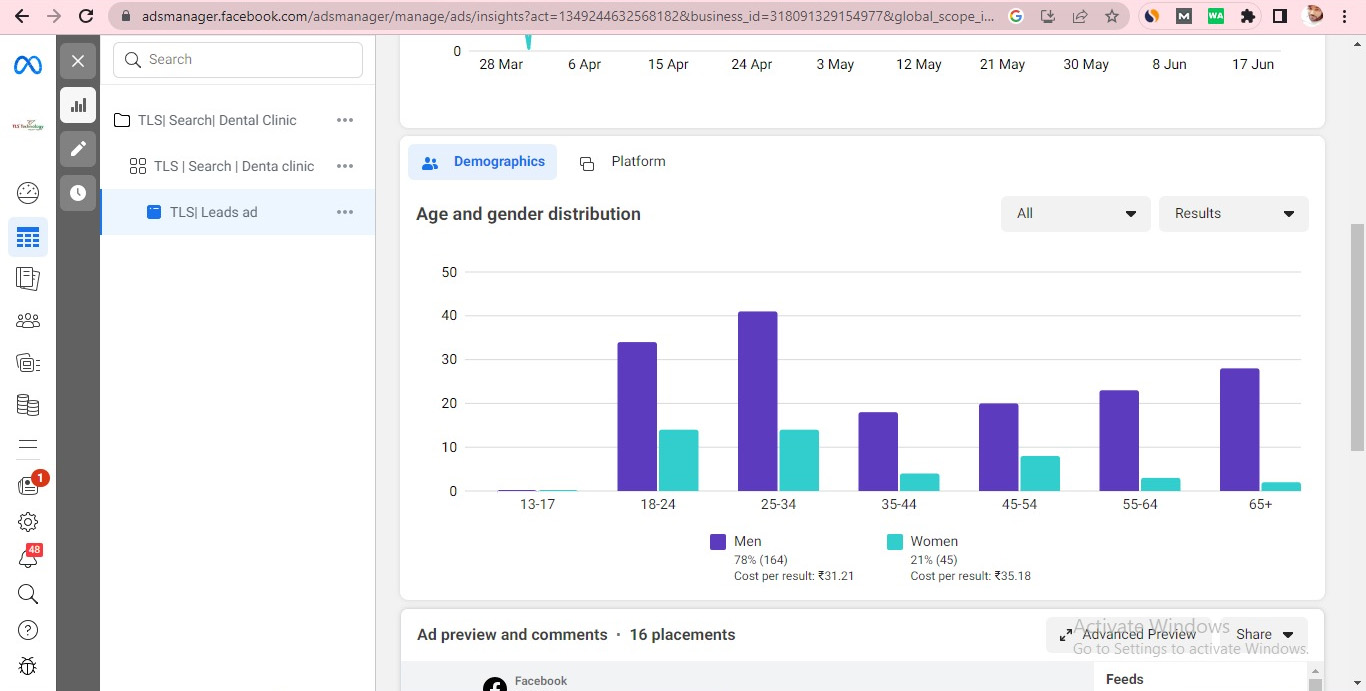 adsmanager.facebook.com/adsmanager/manage/ads/insights?act=1349244632568182&business_id=318091329154977&global_scope_i...
G
M
WA
Search
TLS Technology
TLS| Search| Dental Clinic
TLS | Search | Denta clinic
TLS| Leads ad
1
48
0
28 Mar 6 Apr 15 Apr 24 Apr 3 May 12 May 21 May 30 May 8 Jun 17 Jun
Demographics Platform
Age and gender distribution All Results
50
40
30
20
10
0
13-17 18-24 25-34 35-44 45-54 55-64 65+
Men Women
78% (164) 21% (45)
Cost per result: ₹31.21 Cost per result: ₹35.18
Ad preview and comments · 16 placements Advanced Preview Share
Activate Windows
Go to Settings to activate Windows.
Facebook Feeds